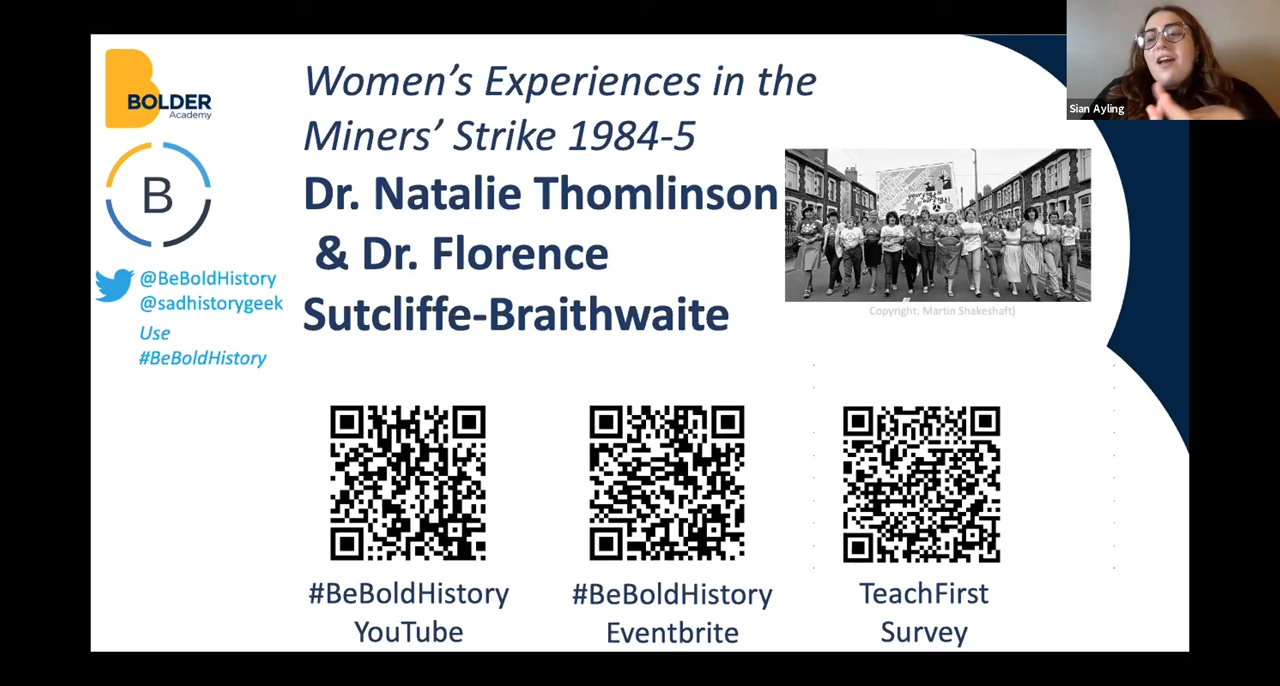 BOLDER
Academy
B
@BeBoldHistory
@sadhistorygeek
Use
#BeBoldHistory
Women's Experiences in the
Miners' Strike 1984-5
Dr. Natalie Thomlinson
& Dr. Florence
Sutcliffe-Braithwaite
Copyright: Martin Shakeshaft)
Sian Ayling
#BeBoldHistory
YouTube
#BeBoldHistory
Eventbrite
TeachFirst
Survey